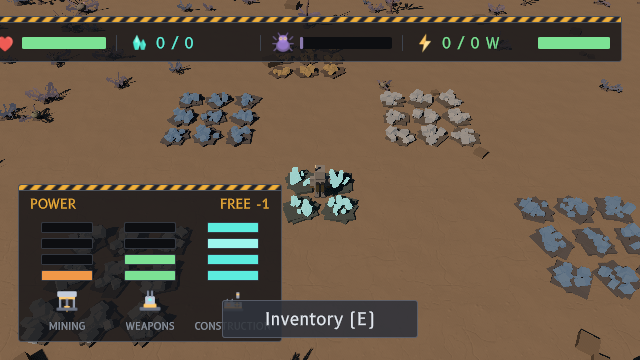 0 / 0
0 / 0 W
POWER
FREE -1
MINING
WEAPONS
CONSTRUCTION
Inventory (E)